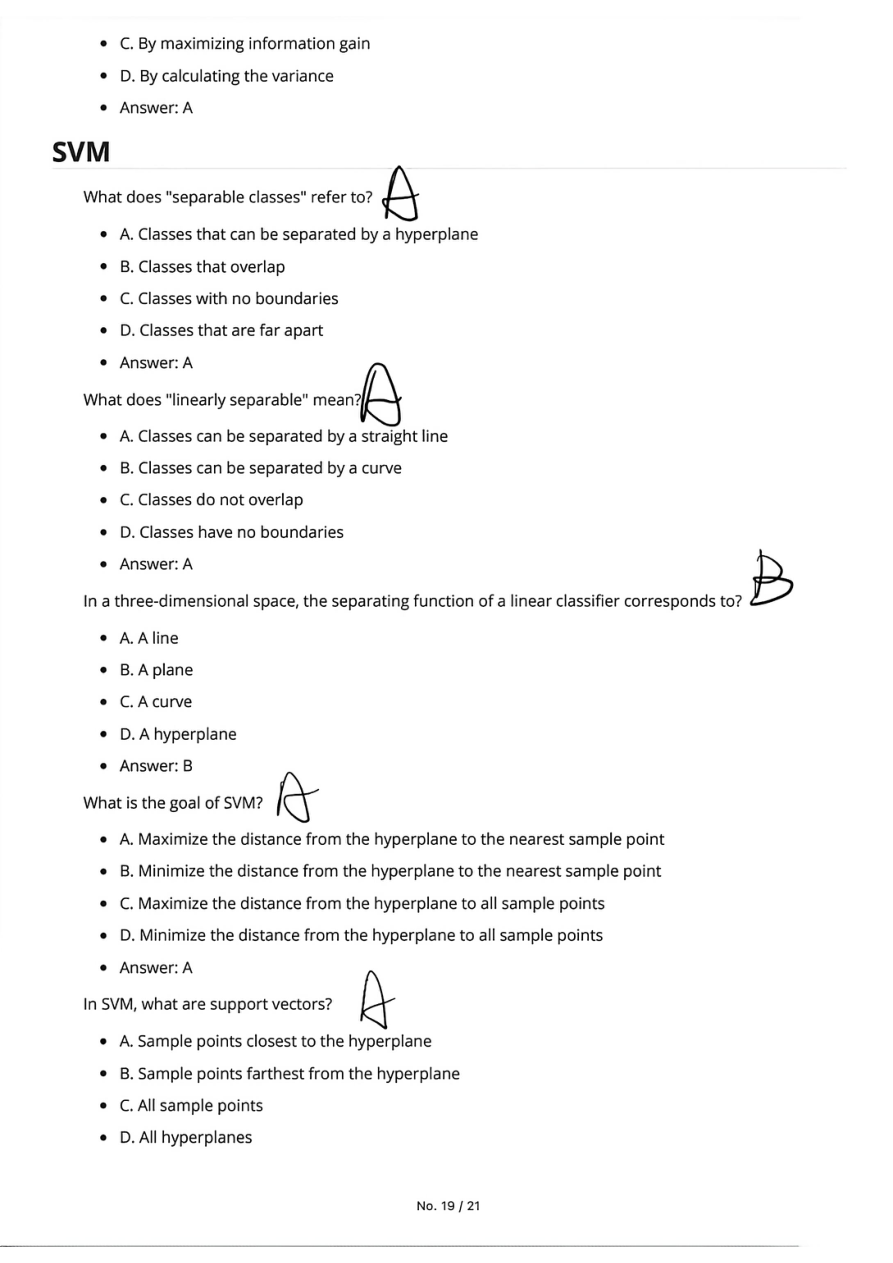 • C. By maximizing information gain
• D. By calculating the variance
• Answer: A
SVM
What does "separable classes" refer to? A
• A. Classes that can be separated by a hyperplane
• B. Classes that overlap
• C. Classes with no boundaries
• D. Classes that are far apart
• Answer: A
What does "linearly separable" mean? A
• A. Classes can be separated by a straight line
• B. Classes can be separated by a curve
• C. Classes do not overlap
• D. Classes have no boundaries
• Answer: A
In a three-dimensional space, the separating function of a linear classifier corresponds to? B
• A. A line
• B. A plane
• C. A curve
• D. A hyperplane
• Answer: B
What is the goal of SVM? A
• A. Maximize the distance from the hyperplane to the nearest sample point
• B. Minimize the distance from the hyperplane to the nearest sample point
• C. Maximize the distance from the hyperplane to all sample points
• D. Minimize the distance from the hyperplane to all sample points
• Answer: A
In SVM, what are support vectors? A
• A. Sample points closest to the hyperplane
• B. Sample points farthest from the hyperplane
• C. All sample points
• D. All hyperplanes
No. 19 / 21